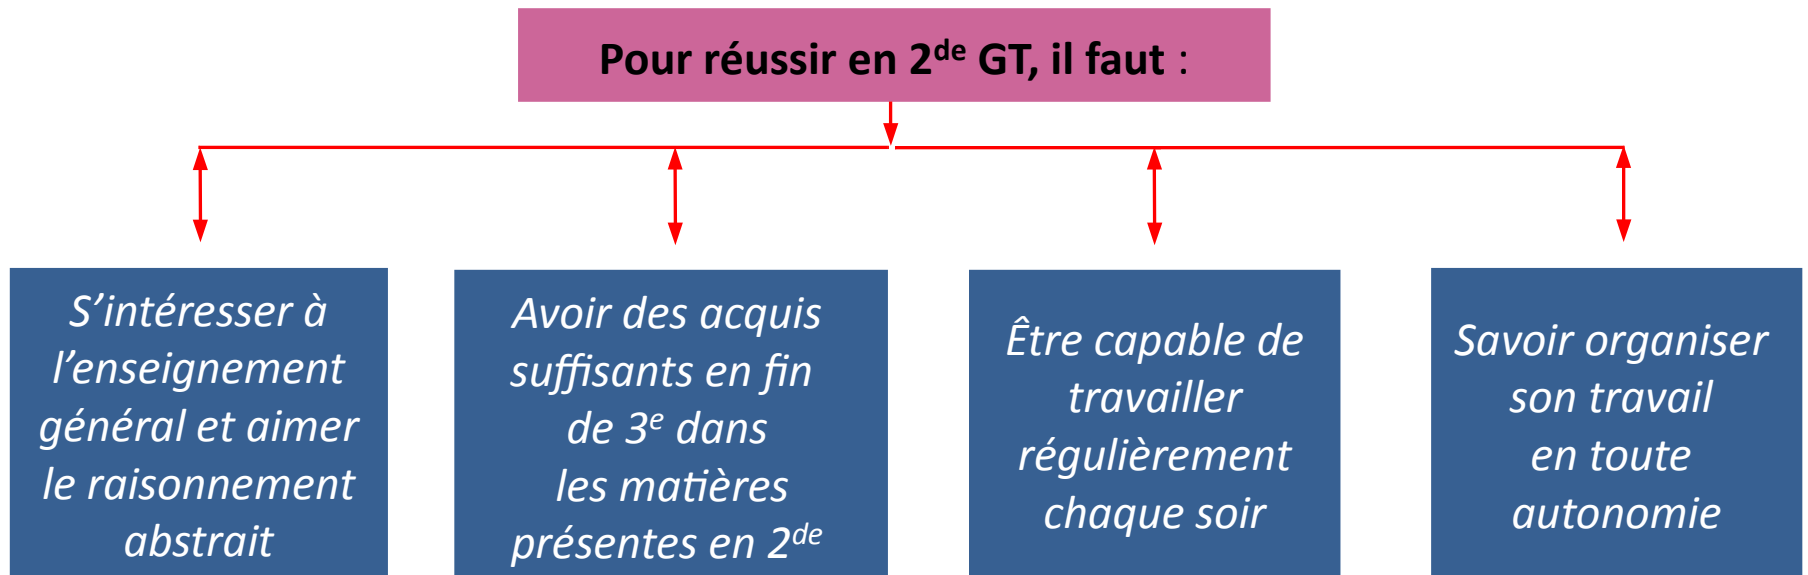 Pour réussir en 2de GT, il faut :
S’intéresser à
l’enseignement
général et aimer
le raisonnement
abstrait
Avoir des acquis
suffisants en fin
de 3e dans
les matières
présentes en 2de
Être capable de
travailler
régulièrement
chaque soir
Savoir organiser
son travail
en toute
autonomie